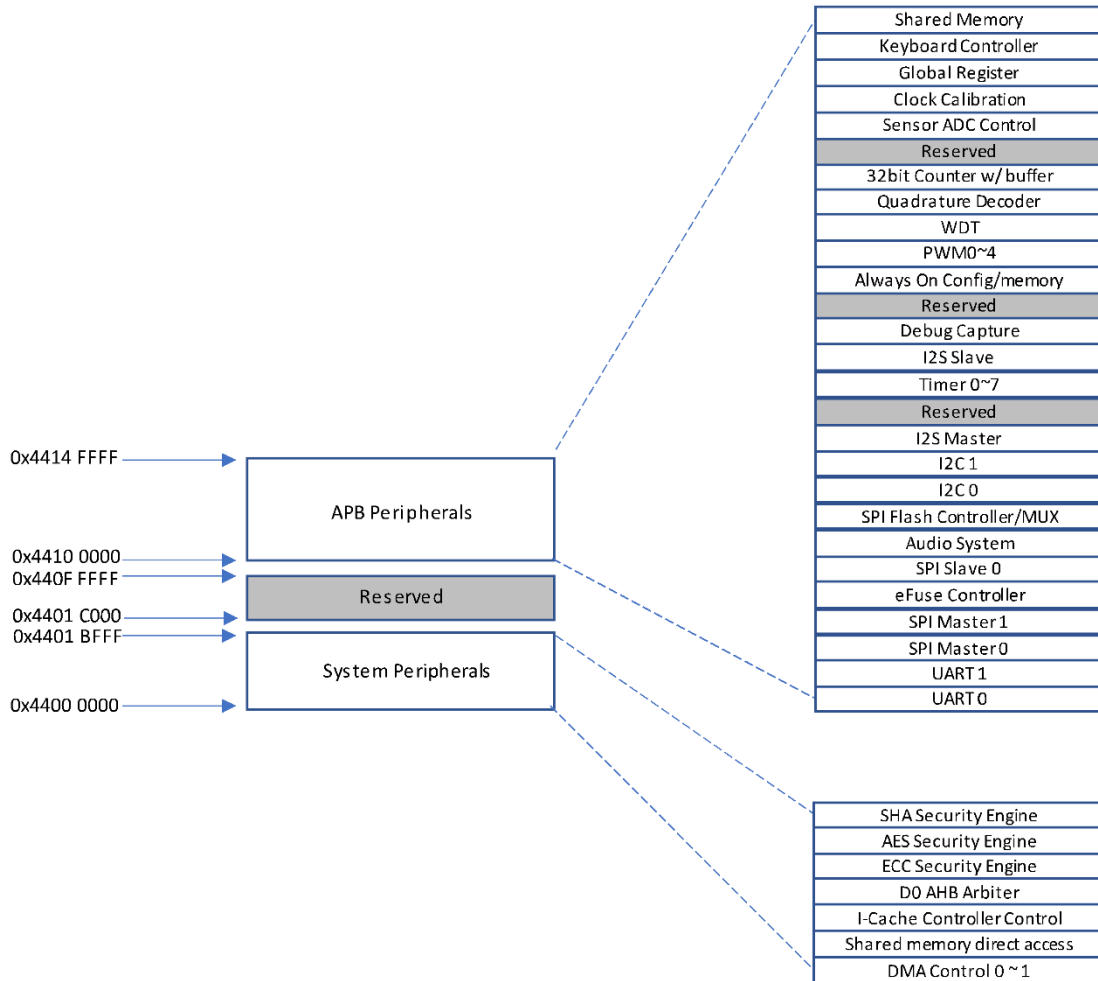 Shared Memory
Keyboard Controller
Global Register
Clock Calibration
Sensor ADC Control
Reserved
32bit Counter w/ buffer
Quadrature Decoder
WDT
PWM0~4
Always On Config/memory
Reserved
Debug Capture
I2S Slave
Timer 0~7
Reserved
I2S Master
I2C 1
I2C 0
SPI Flash Controller/MUX
Audio System
SPI Slave 0
eFuse Controller
SPI Master 1
SPI Master 0
UART 1
UART 0
0x4414 FFFF
APB Peripherals
0x4410 0000
0x440F FFFF
Reserved
0x4401 C000
0x4401 BFFF
System Peripherals
0x4400 0000
SHA Security Engine
AES Security Engine
ECC Security Engine
D0 AHB Arbiter
I-Cache Controller Control
Shared memory direct access
DMA Control 0 ~ 1